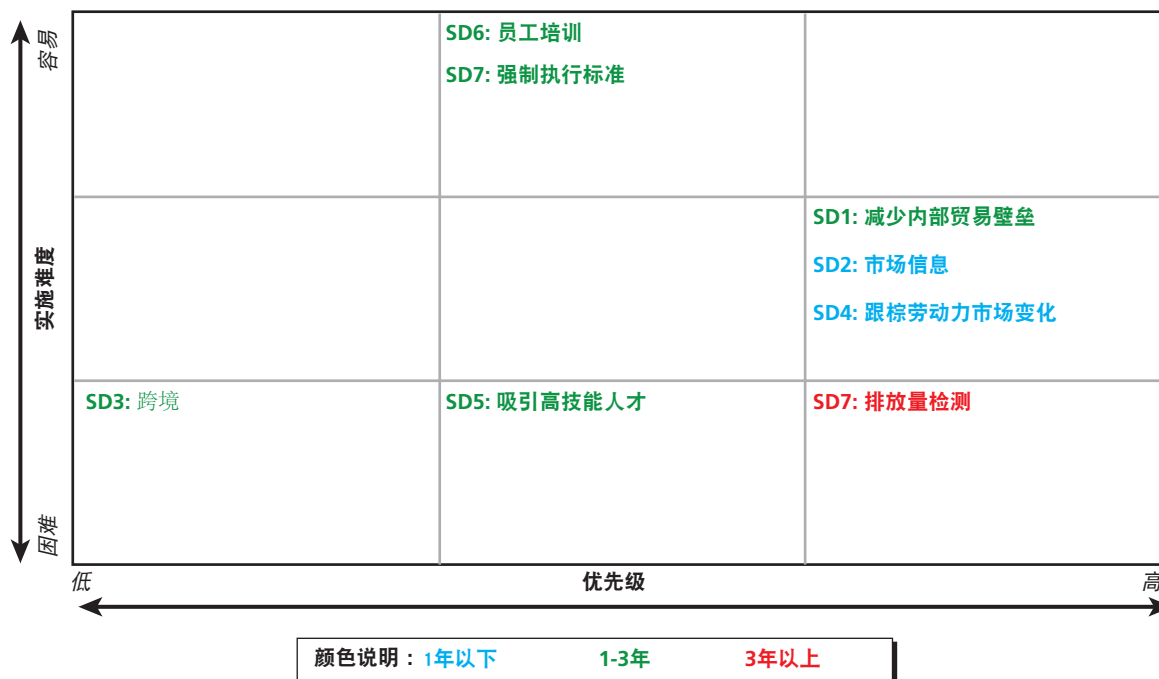 容易
SD6: 员工培训
SD7: 强制执行标准
实施难度
SD1: 减少内部贸易壁垒
SD2: 市场信息
SD4: 跟棕劳动力市场变化
SD3: 跨境
SD5: 吸引高技能人才
SD7: 排放量检测
困难
低 优先级 高
颜色说明：1年以下 1-3年 3年以上